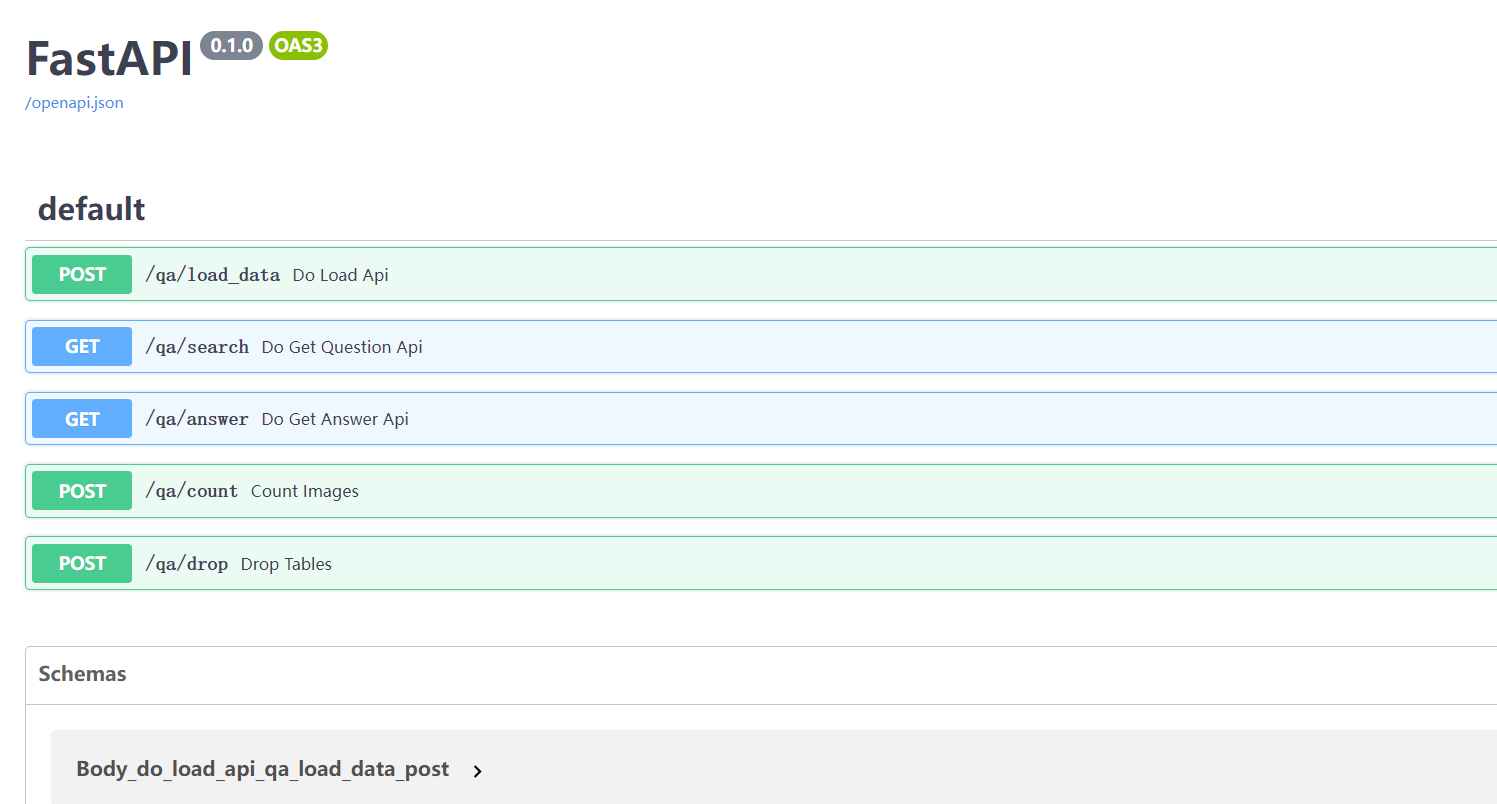 FastAPI 0.1.0 OAS3
/openapi.json
default
POST /qa/load_data Do Load Api
GET /qa/search Do Get Question Api
GET /qa/answer Do Get Answer Api
POST /qa/count Count Images
POST /qa/drop Drop Tables
Schemas
Body_do_load_api_qa_load_data_post